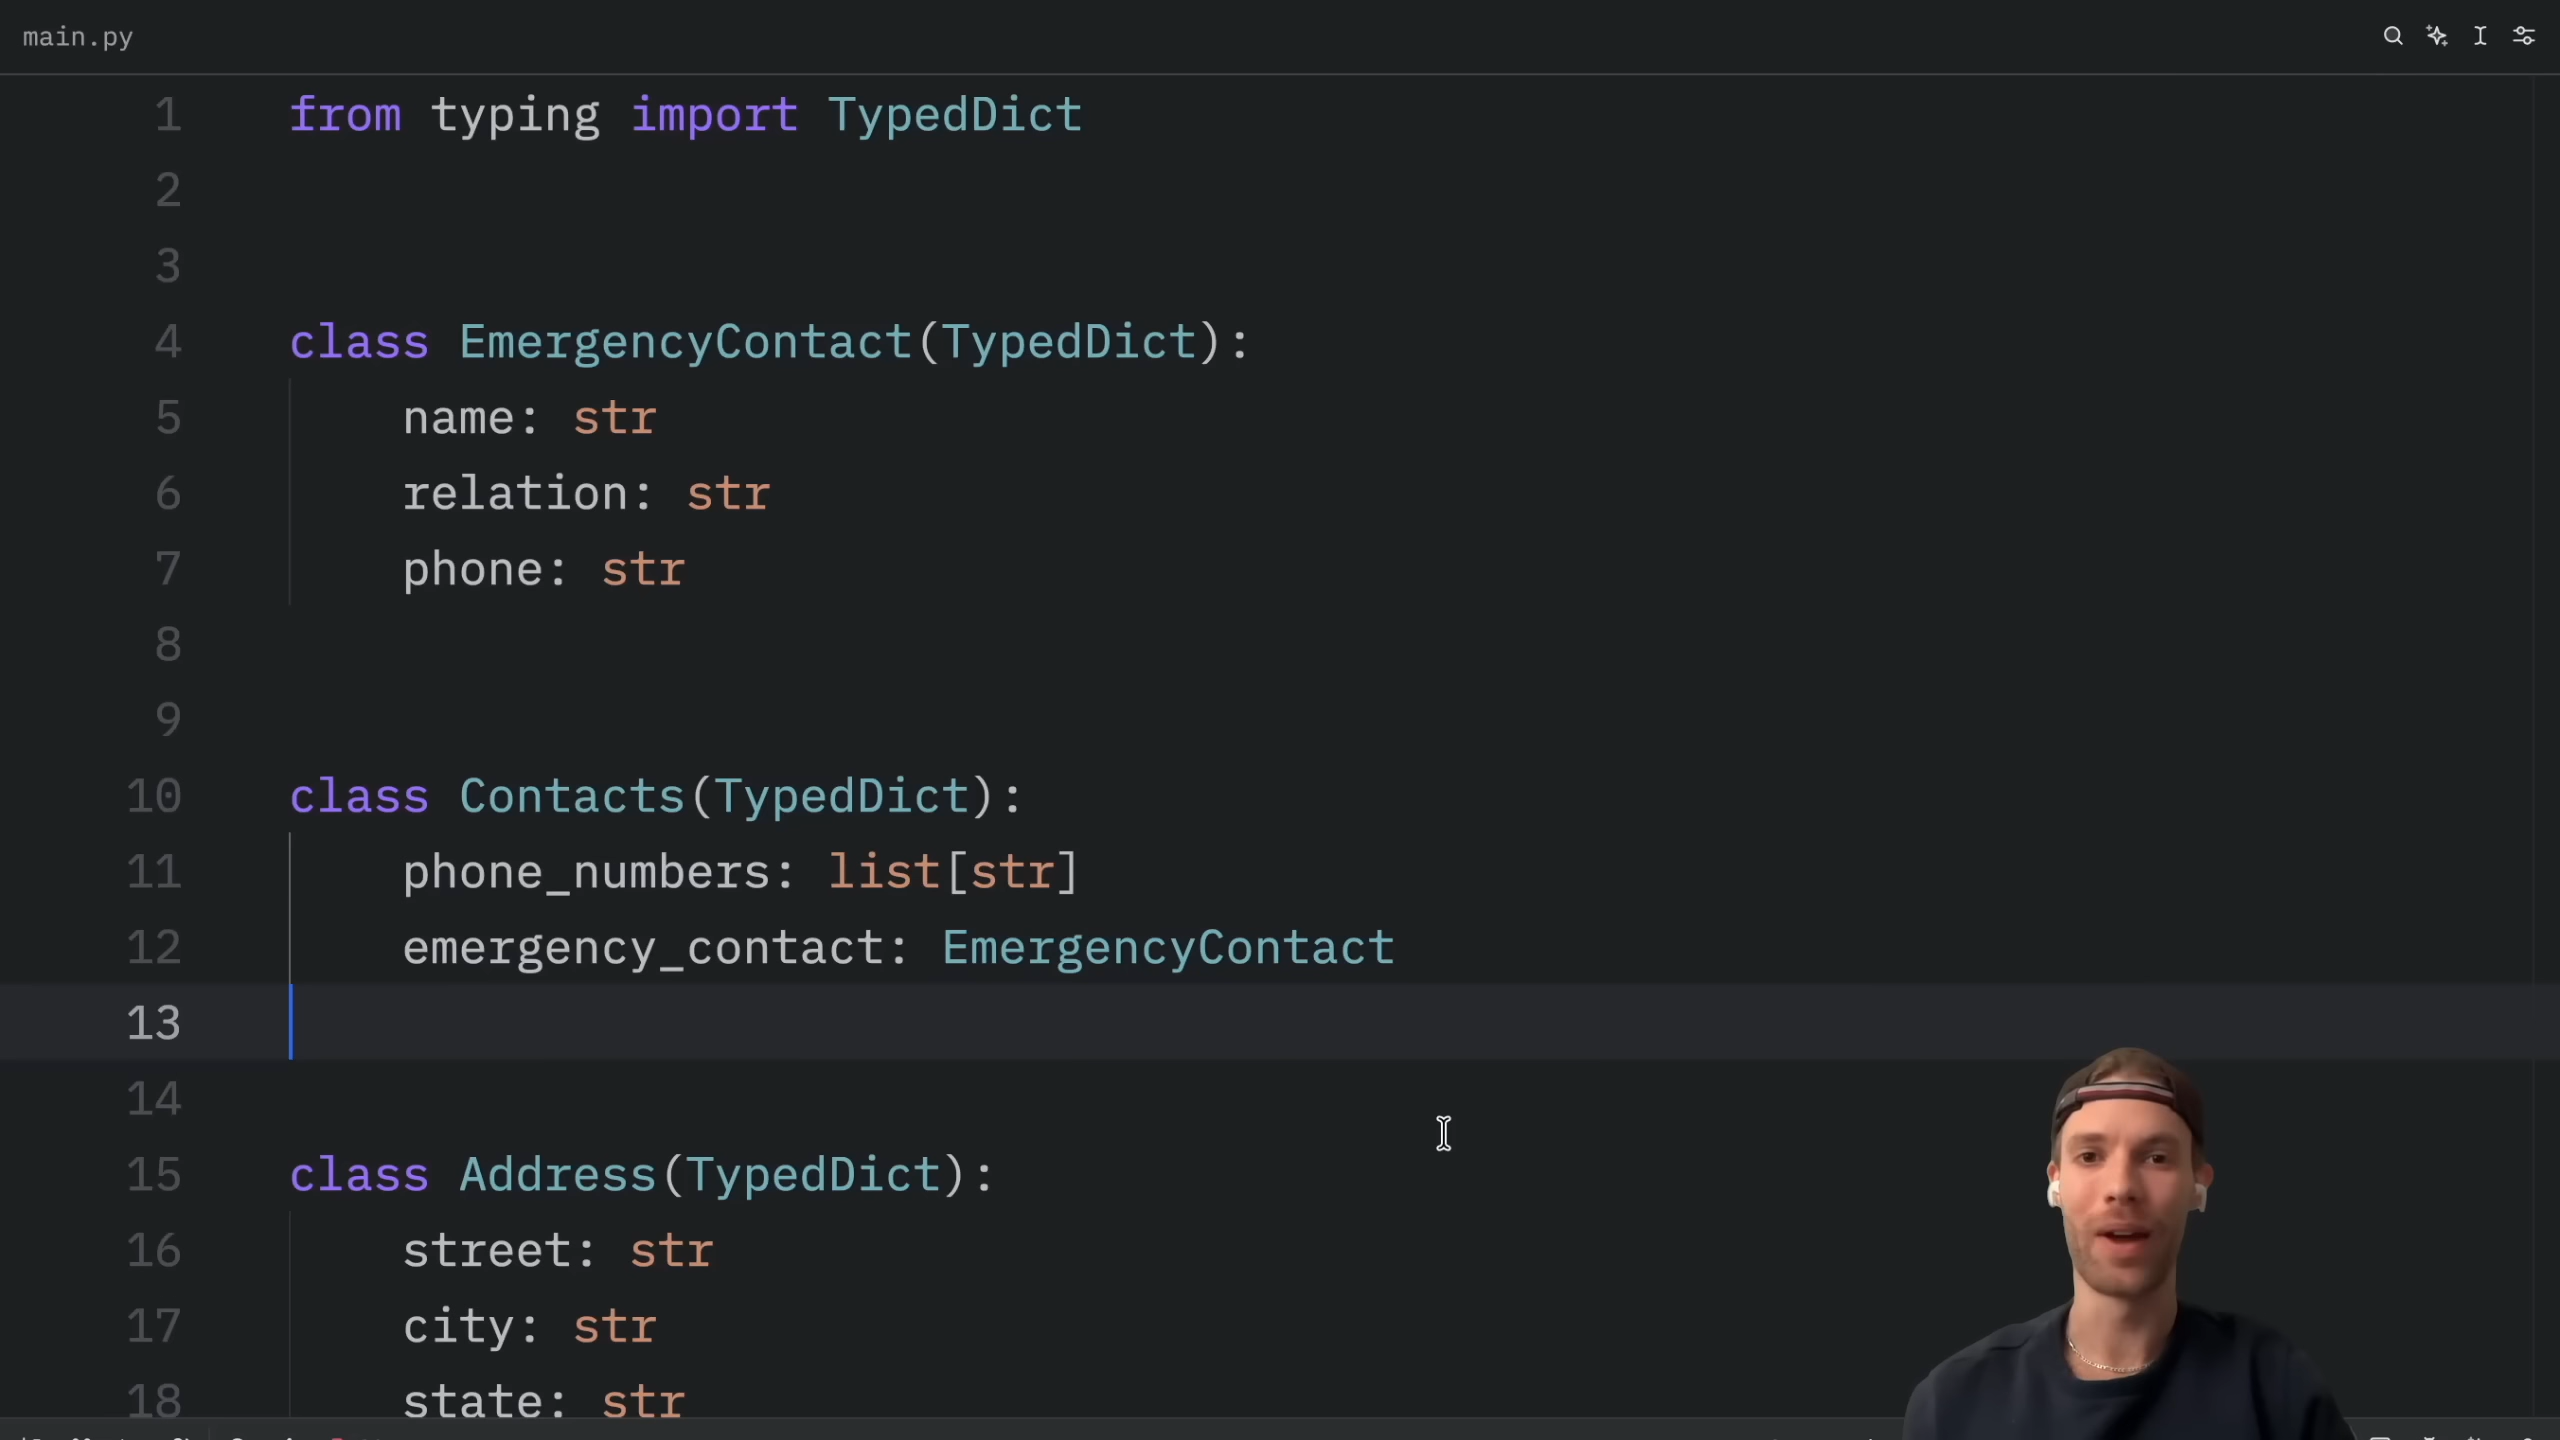 main.py
1 from typing import TypedDict
2
3
4 class EmergencyContact(TypedDict):
5 name: str
6 relation: str
7 phone: str
8
9
10 class Contacts(TypedDict):
11 phone_numbers: list[str]
12 emergency_contact: EmergencyContact
13
14
15 class Address(TypedDict):
16 street: str
17 city: str
18 state: str